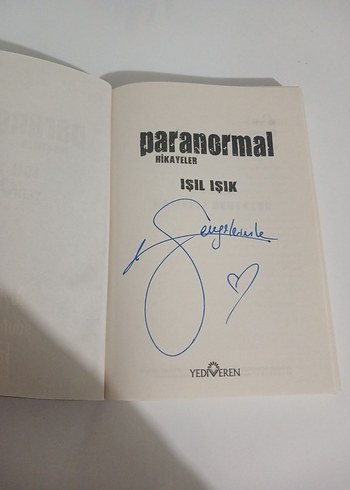 paranormal
HİKAYELER
IŞIL IŞIK
Sevgilerimle
YEDİVEREN